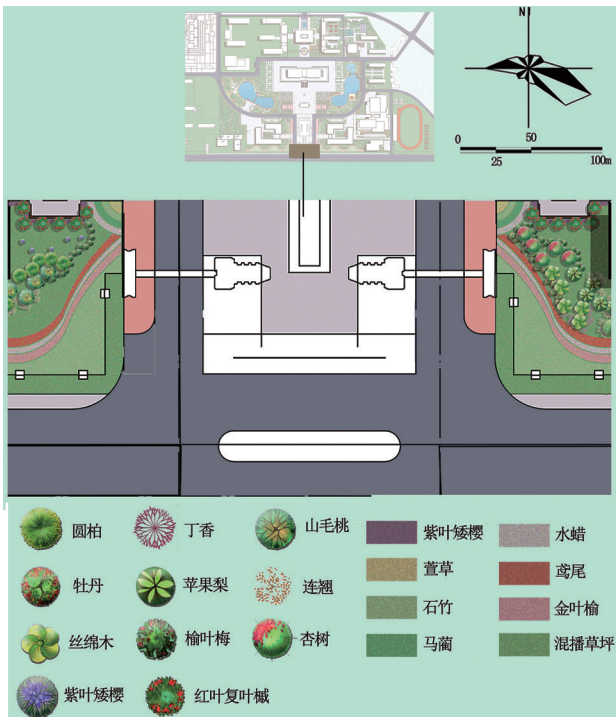 N
0 50
25 100m
圆柏 丁香 山毛桃 紫叶矮樱 水蜡
牡丹 苹果梨 连翘 萱草 鸢尾
石竹 金叶榆
丝绵木 榆叶梅 杏树 马蔺 混播草坪
紫叶矮樱 红叶复叶槭